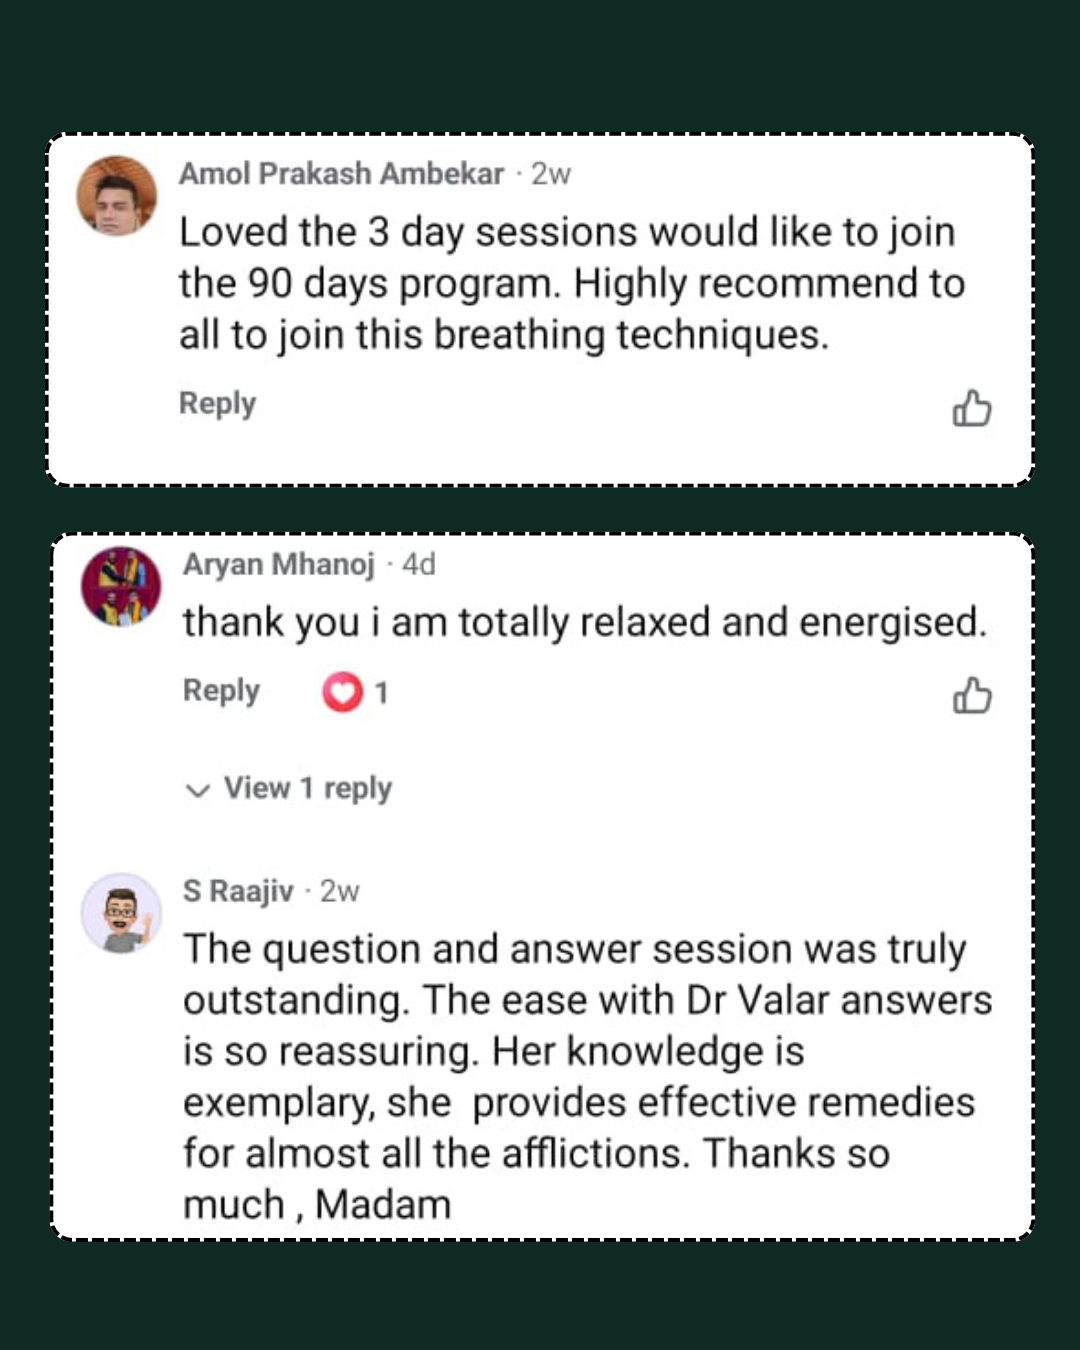 Amol Prakash Ambekar · 2w
Loved the 3 day sessions would like to join
the 90 days program. Highly recommend to
all to join this breathing techniques.
Reply
Aryan Mhanoj · 4d
thank you i am totally relaxed and energised.
Reply 1
View 1 reply
S Raajiv · 2w
The question and answer session was truly
outstanding. The ease with Dr Valar answers
is so reassuring. Her knowledge is
exemplary, she  provides effective remedies
for almost all the afflictions. Thanks so
much , Madam